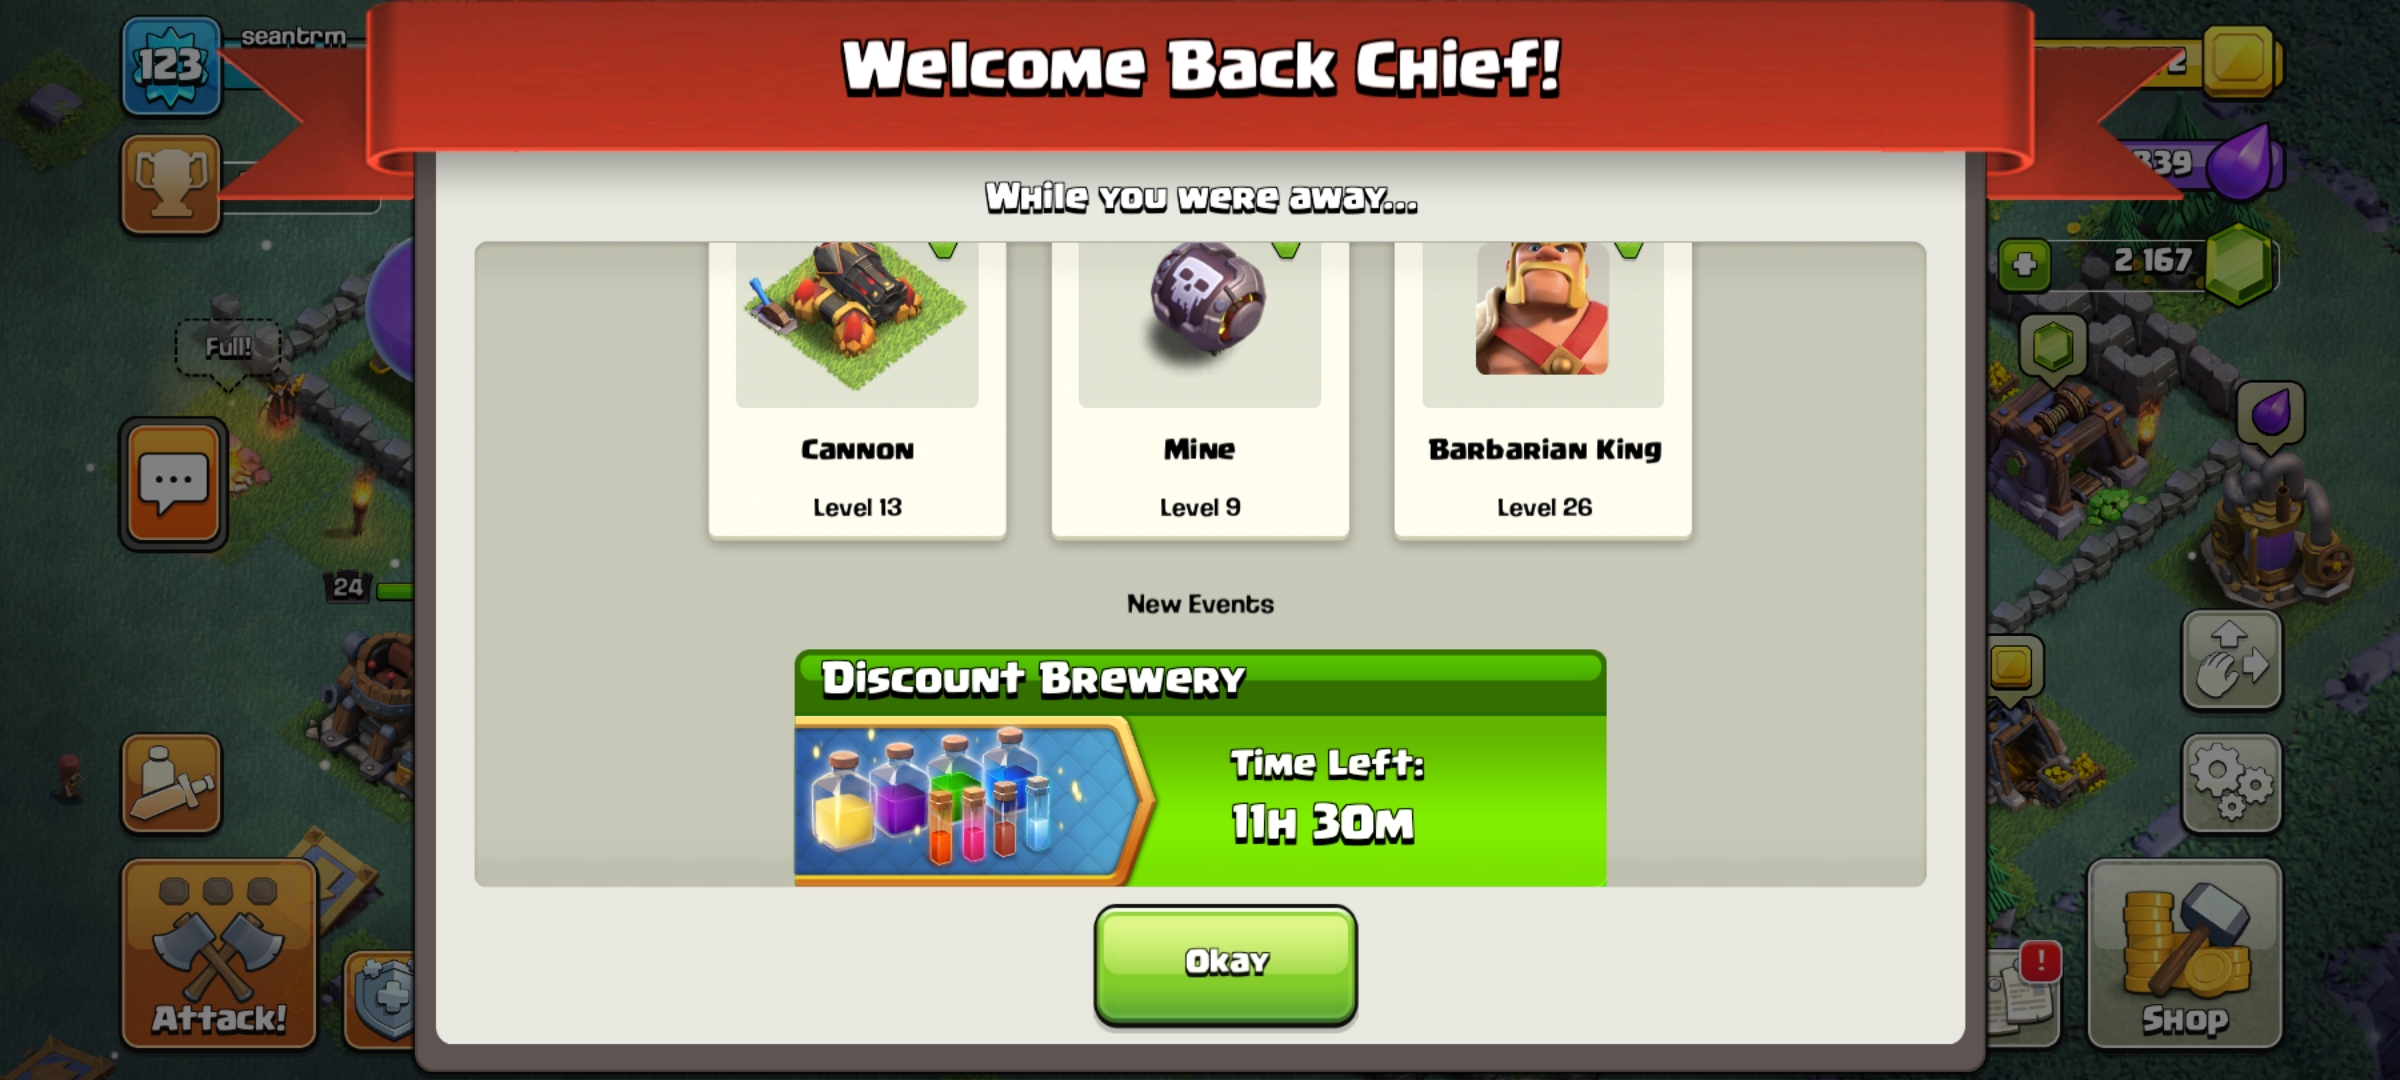 123
seantrm
Welcome Back Chief!
While you were away...
2 167
Full!
Cannon
Level 13
Mine
Level 9
Barbarian King
Level 26
24
New Events
Discount Brewery
Time Left:
11H 30M
Okay
Attack!
!
Shop